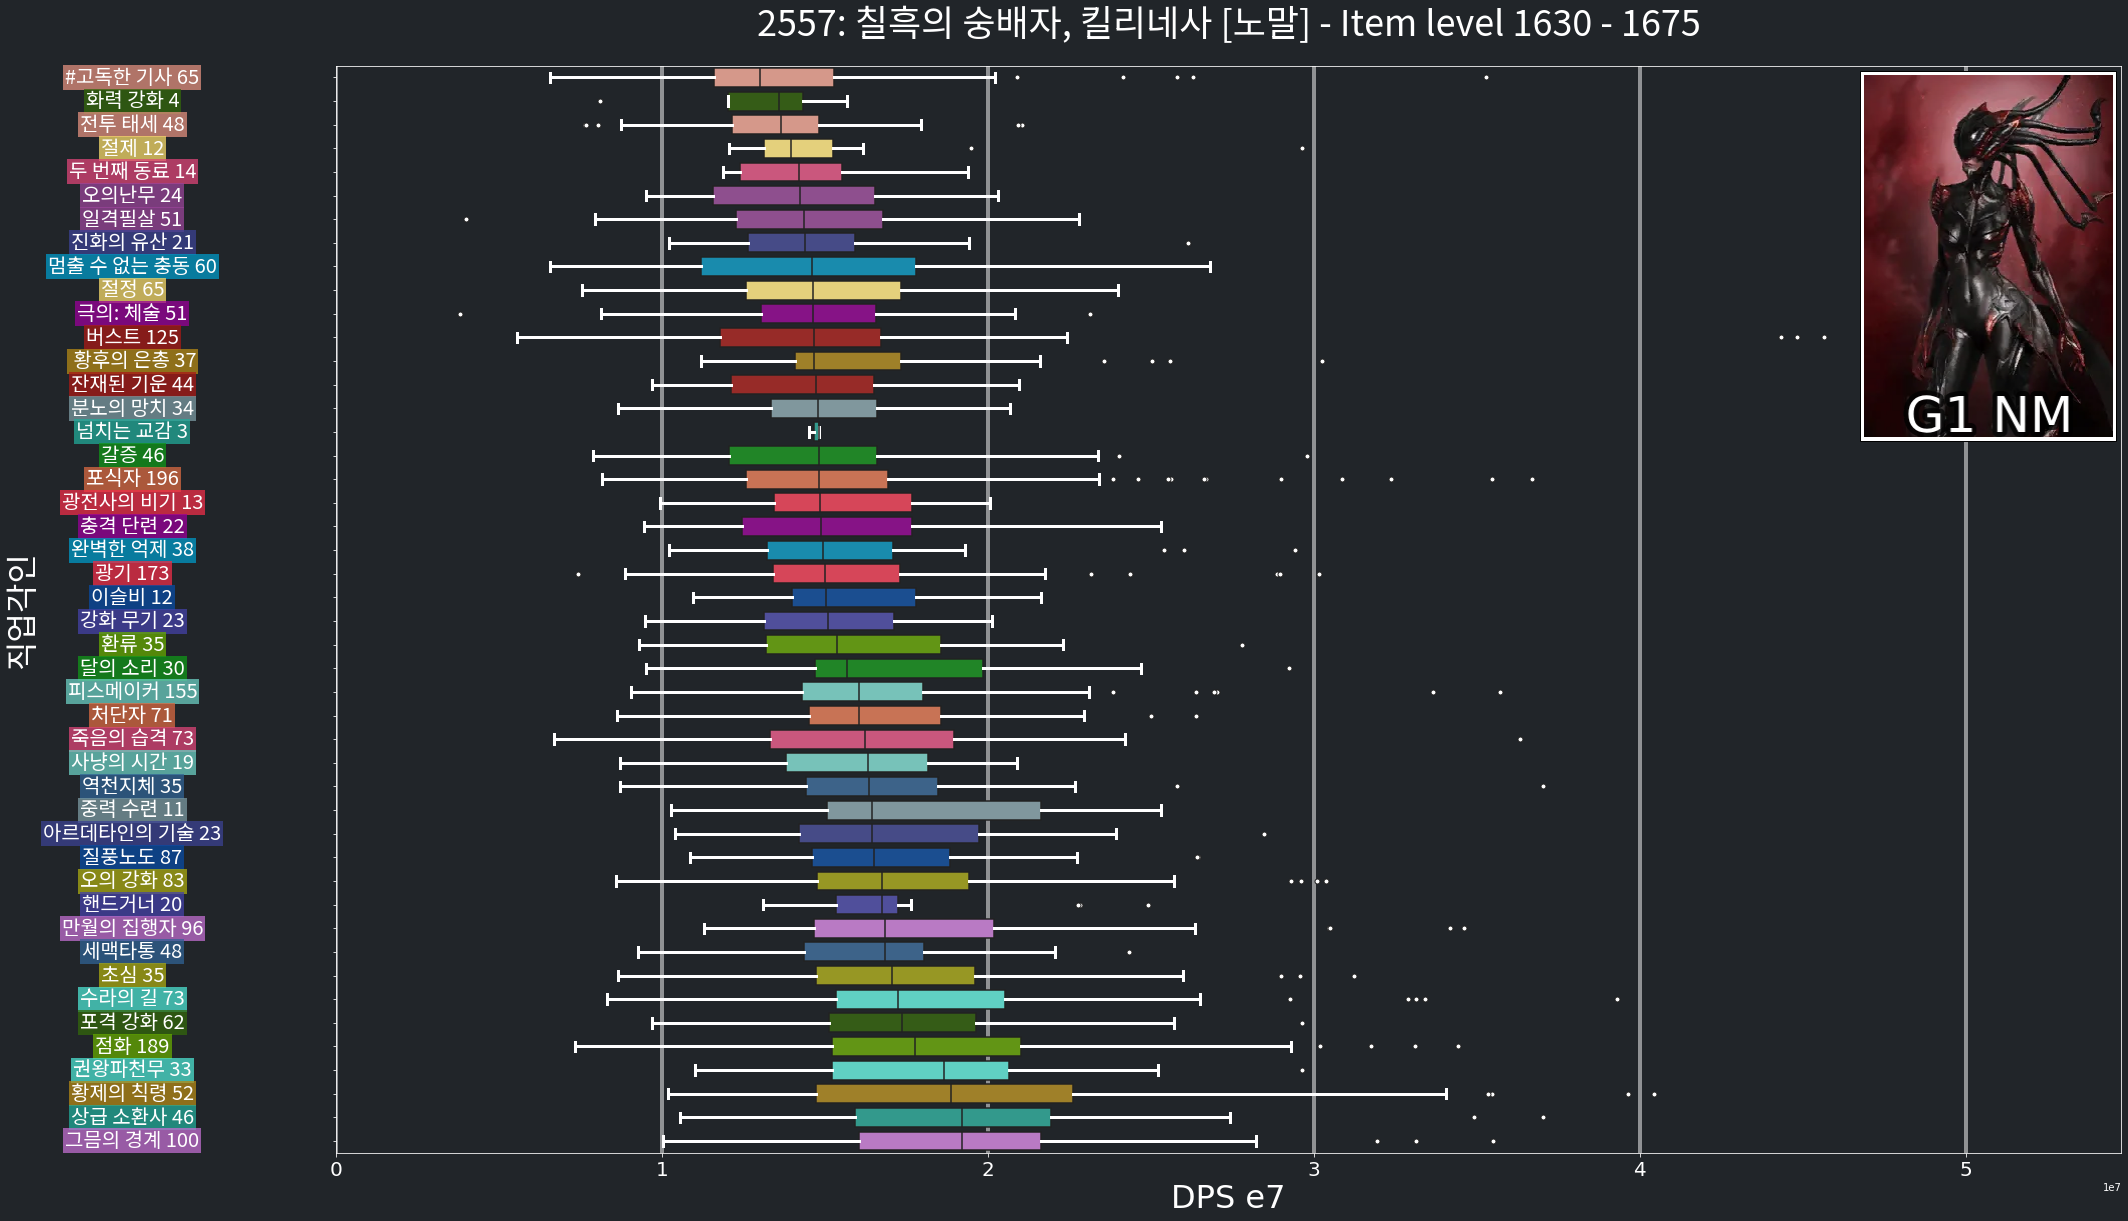 2557: 칠흑의 숭배자, 킬리네사 [노말] - Item level 1630 - 1675
#고독한 기사 65
화력 강화 4
전투 태세 48
절제 12
두 번째 동료 14
오의난무 24
일격필살 51
진화의 유산 21
멈출 수 없는 충동 60
절정 65
극의: 체술 51
버스트 125
황후의 은총 37
잔재된 기운 44
분노의 망치 34
넘치는 교감 3
갈증 46
포식자 196
광전사의 비기 13
충격 단련 22
완벽한 억제 38
광기 173
이슬비 12
강화 무기 23
환류 35
달의 소리 30
피스메이커 155
처단자 71
죽음의 습격 73
사냥의 시간 19
역천지체 35
중력 수련 11
아르데타인의 기술 23
질풍노도 87
오의 강화 83
핸드거너 20
만월의 집행자 96
세맥타통 48
초심 35
수라의 길 73
포격 강화 62
점화 189
권왕파천무 33
황제의 칙령 52
상급 소환사 46
그믐의 경계 100
직업각인
G1 NM
0 1 2 3 4 5
1e7
DPS e7